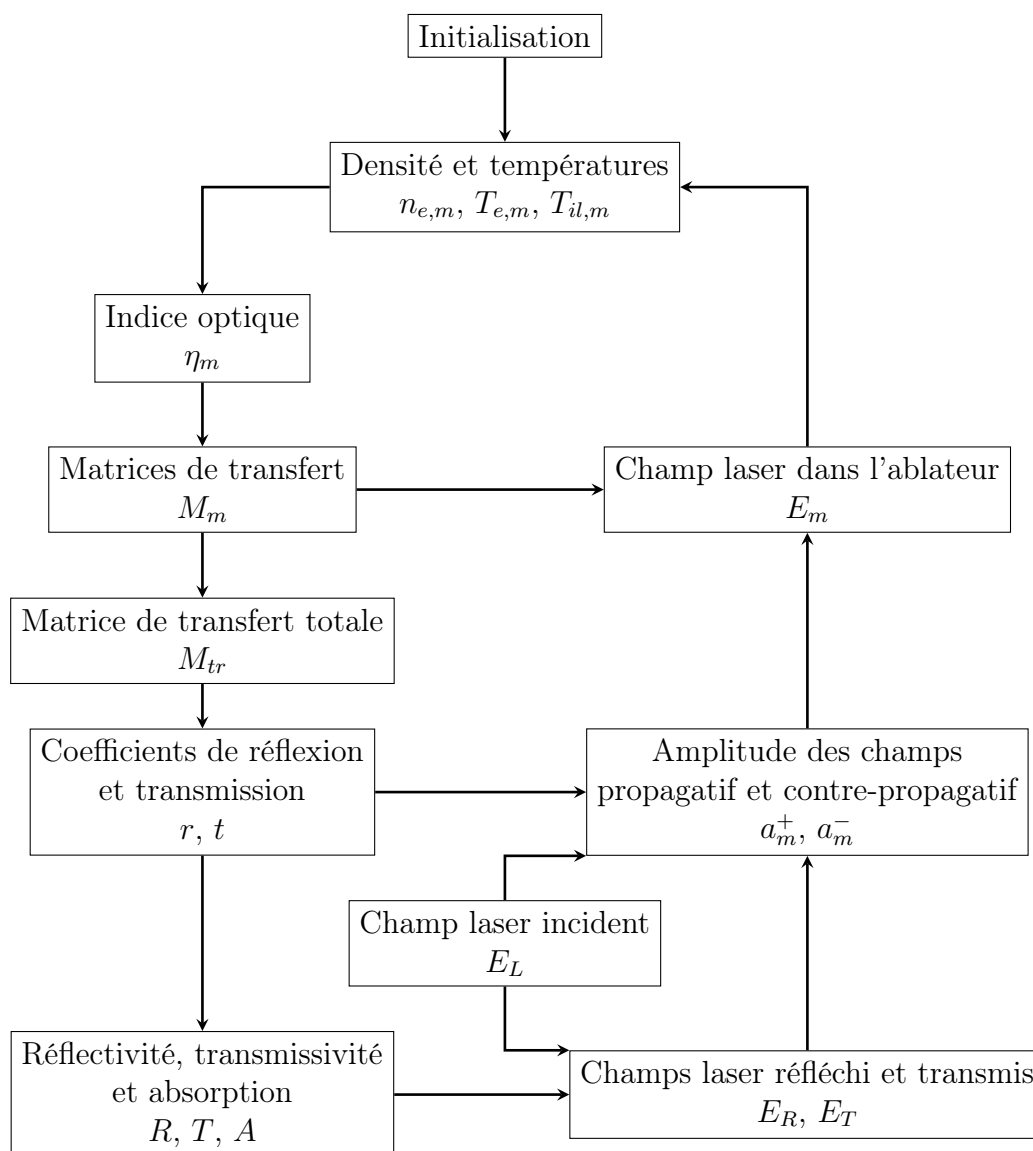 Initialisation
Densité et températures
n_{e,m}, T_{e,m}, T_{il,m}
Indice optique
η_m
Matrices de transfert
M_m
Champ laser dans l'ablateur
E_m
Matrice de transfert totale
M_{tr}
Coefficients de réflexion
et transmission
r, t
Amplitude des champs
propagatif et contre-propagatif
a_m^+, a_m^-
Champ laser incident
E_L
Réflectivité, transmissivité
et absorption
R, T, A
Champs laser réfléchi et transmis
E_R, E_T